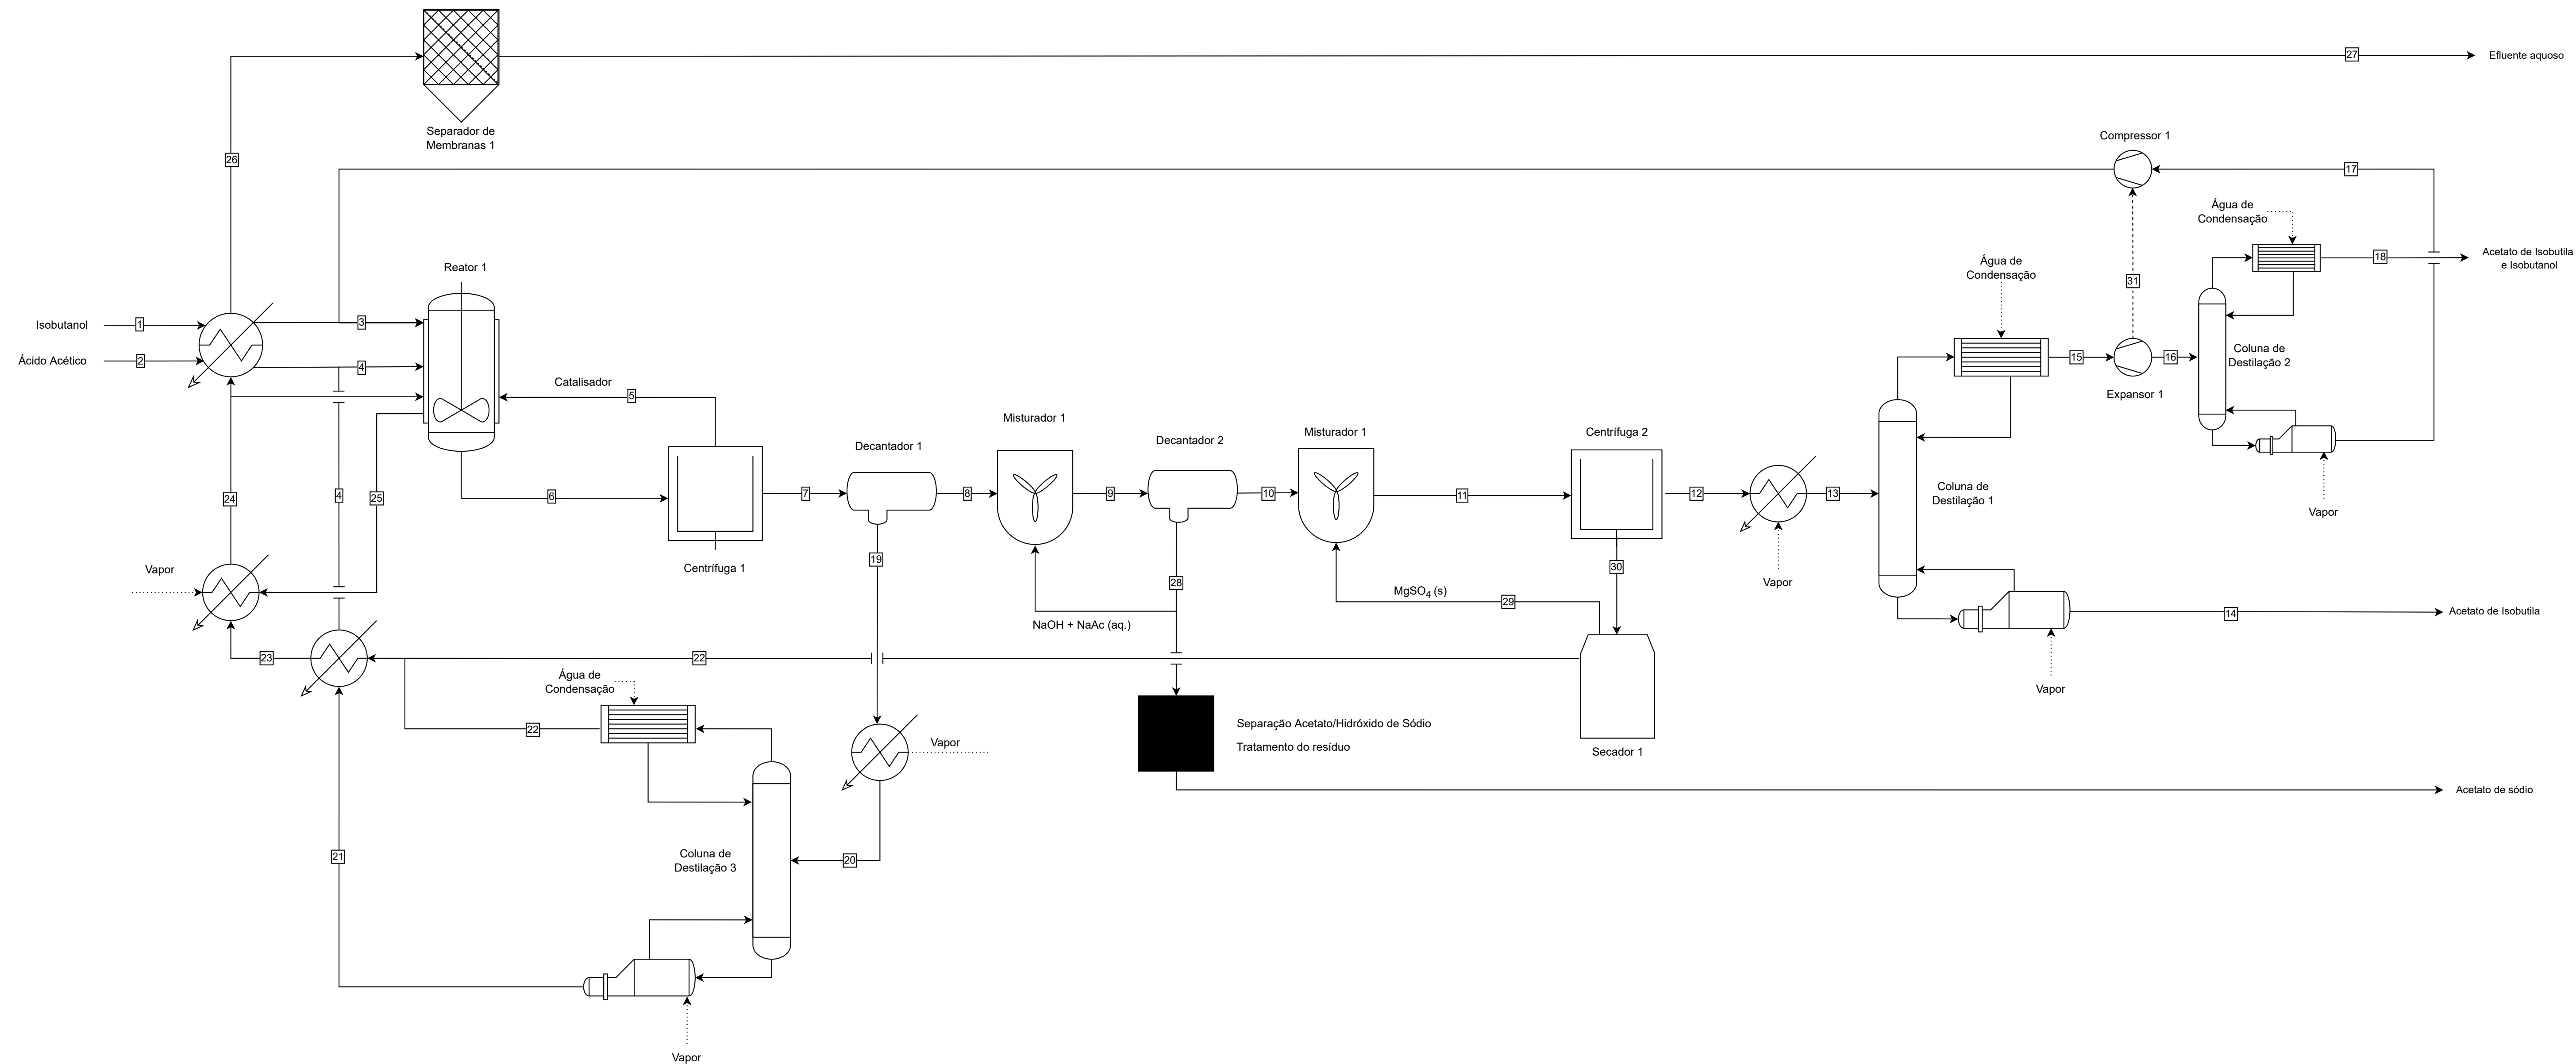 27
Efluente aquoso
Separador de
Membranas 1
Compressor 1
26
17
Água de
Condensação
Acetato de Isobutila
e Isobutanol
18
Água de
Condensação
Reator 1
31
Isobutanol
1
3
Ácido Acético
2
4
15
16
Coluna de
Destilação 2
Expansor 1
Catalisador
5
Misturador 1
Decantador 1
Decantador 2
Misturador 1
Centrífuga 2
24
4
25
6
7
8
9
10
11
12
13
Coluna de
Destilação 1
Vapor
Centrífuga 1
19
28
30
Vapor
Vapor
MgSO4 (s)
29
NaOH + NaAc (aq.)
14
Acetato de Isobutila
23
22
Água de
Condensação
Vapor
22
Vapor
Separação Acetato/Hidróxido de Sódio
Tratamento do resíduo
Secador 1
Acetato de sódio
21
Coluna de
Destilação 3
20
Vapor